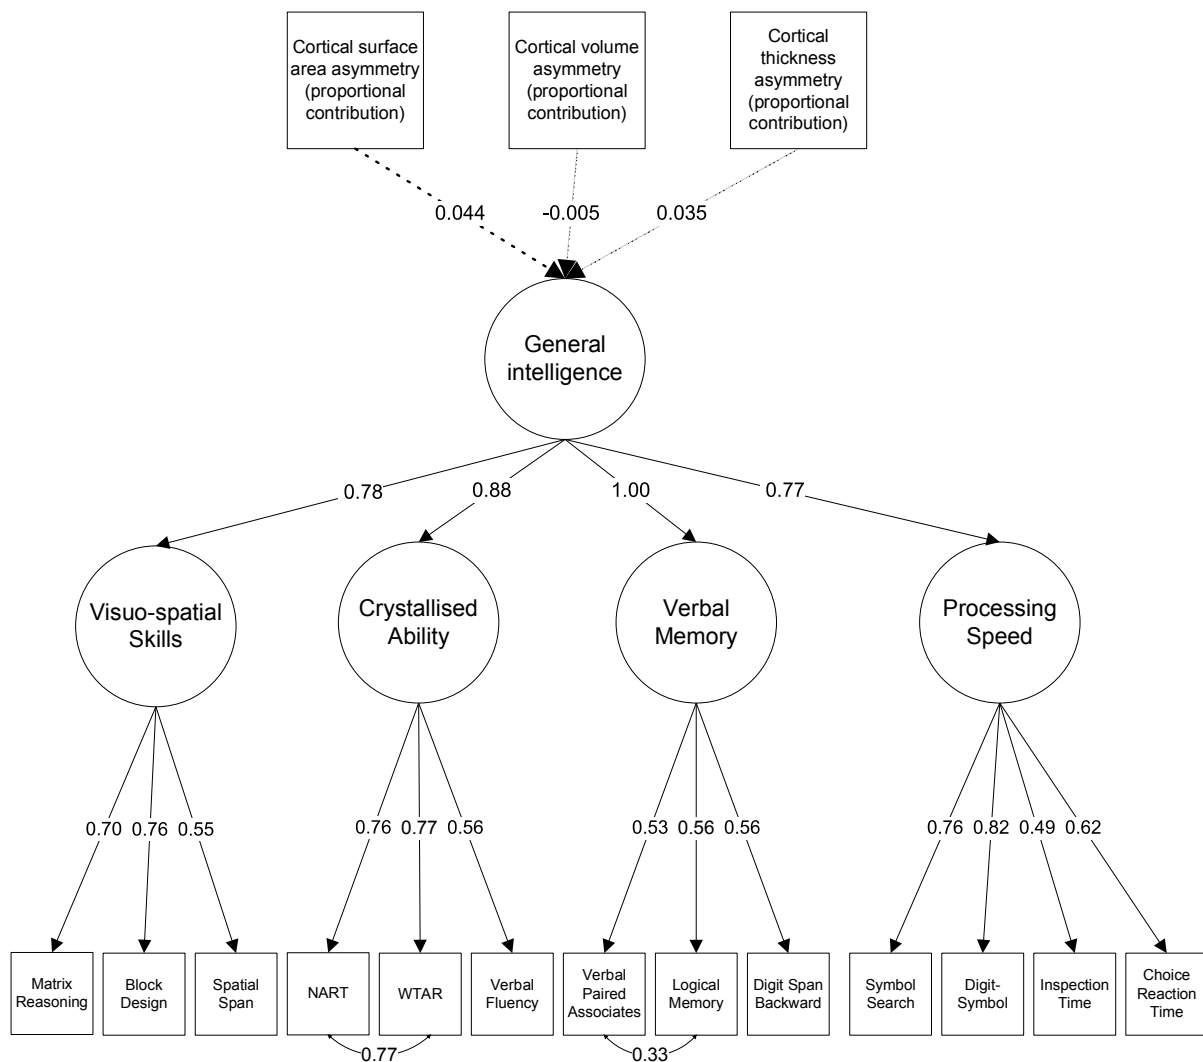 Cortical surface
area asymmetry
(proportional
contribution)
Cortical volume
asymmetry
(proportional
contribution)
Cortical
thickness
asymmetry
(proportional
contribution)
0.044
-0.005
0.035
General
intelligence
0.78
0.88
1.00
0.77
Visuo-spatial
Skills
Crystallised
Ability
Verbal
Memory
Processing
Speed
0.70
0.76
0.55
0.76
0.77
0.56
0.53
0.56
0.56
0.76
0.82
0.49
0.62
Matrix
Reasoning
Block
Design
Spatial
Span
NART
WTAR
Verbal
Fluency
Verbal
Paired
Associates
Logical
Memory
Digit Span
Backward
Symbol
Search
Digit-
Symbol
Inspection
Time
Choice
Reaction
Time
0.77
0.33